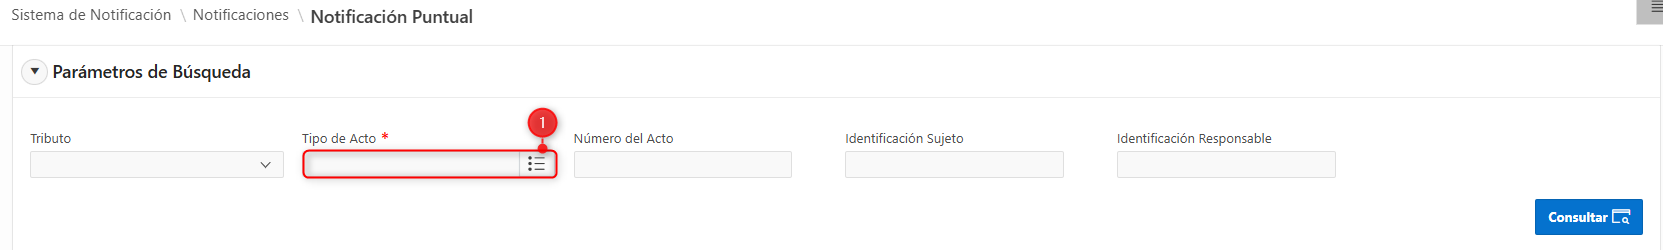 Sistema de Notificación \ Notificaciones \ Notificación Puntual
Parámetros de Búsqueda
1
Tributo Tipo de Acto * Número del Acto Identificación Sujeto Identificación Responsable
Consultar